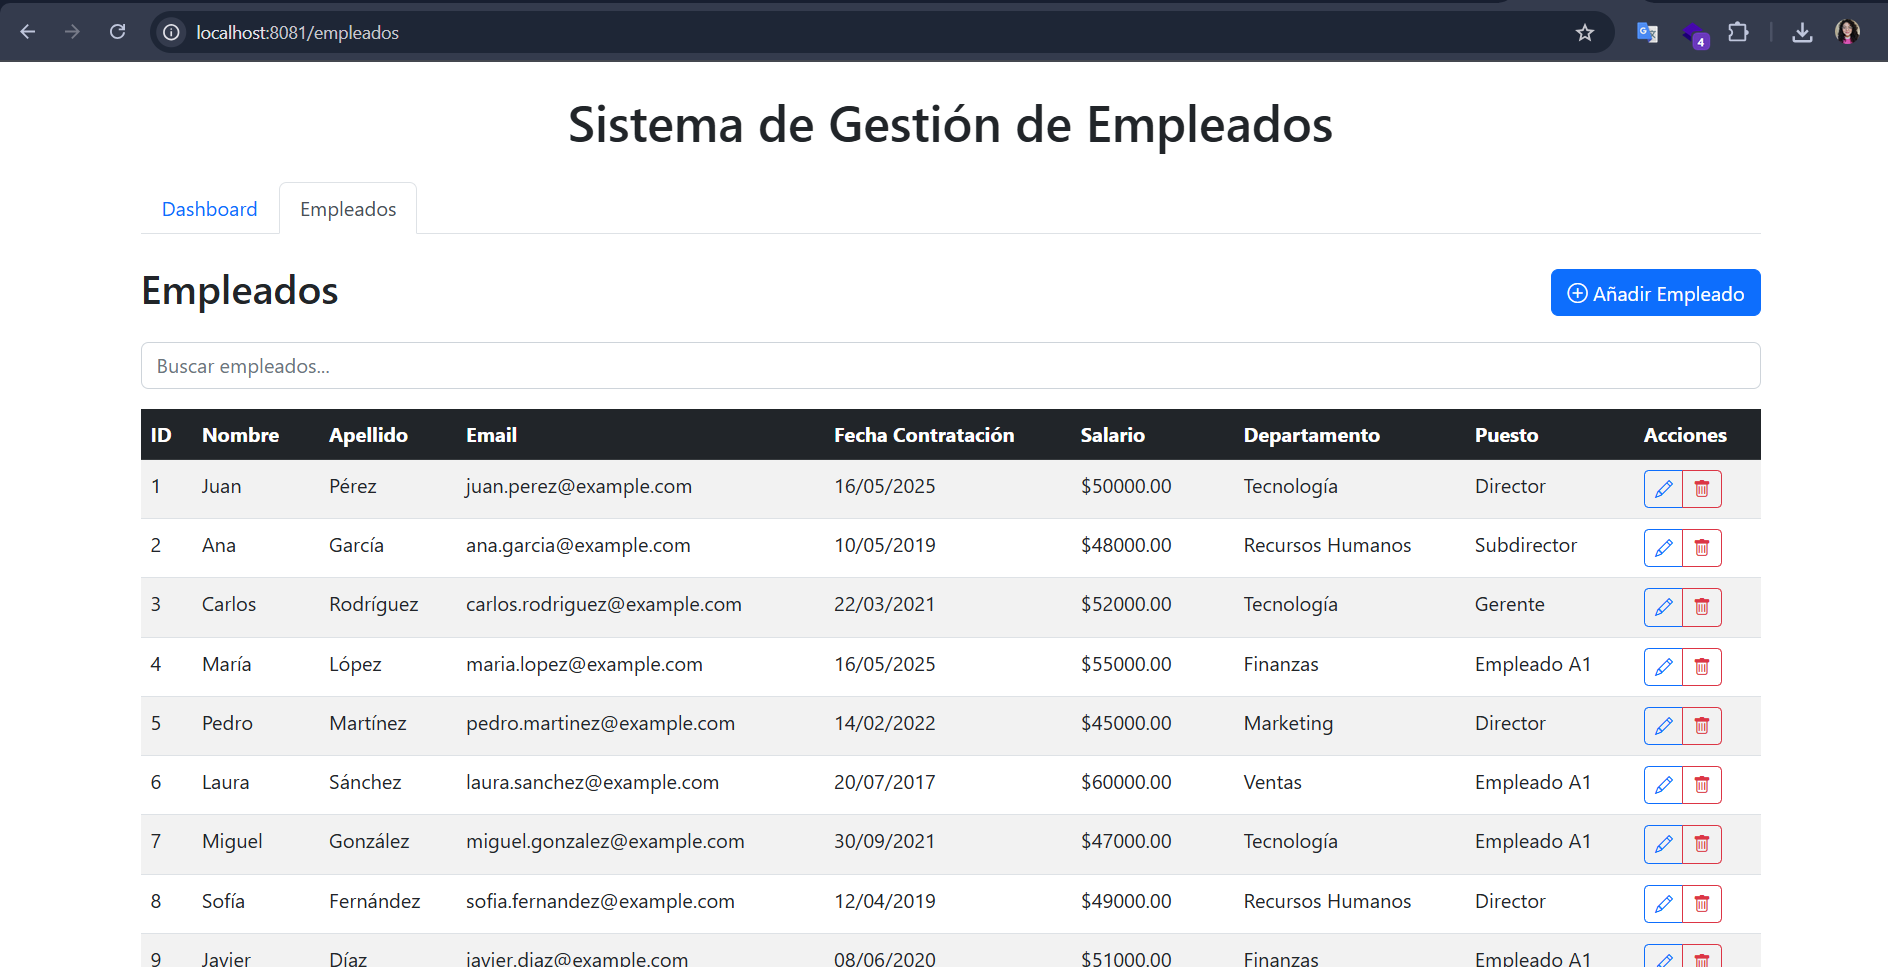 localhost:8081/empleados
4
Sistema de Gestión de Empleados
Dashboard Empleados
Empleados
Añadir Empleado
Buscar empleados...
ID Nombre Apellido Email Fecha Contratación Salario Departamento Puesto Acciones
1 Juan Pérez juan.perez@example.com 16/05/2025 $50000.00 Tecnología Director
2 Ana García ana.garcia@example.com 10/05/2019 $48000.00 Recursos Humanos Subdirector
3 Carlos Rodríguez carlos.rodriguez@example.com 22/03/2021 $52000.00 Tecnología Gerente
4 María López maria.lopez@example.com 16/05/2025 $55000.00 Finanzas Empleado A1
5 Pedro Martínez pedro.martinez@example.com 14/02/2022 $45000.00 Marketing Director
6 Laura Sánchez laura.sanchez@example.com 20/07/2017 $60000.00 Ventas Empleado A1
7 Miguel González miguel.gonzalez@example.com 30/09/2021 $47000.00 Tecnología Empleado A1
8 Sofía Fernández sofia.fernandez@example.com 12/04/2019 $49000.00 Recursos Humanos Director
9 Javier Díaz javier.diaz@example.com 08/06/2020 $51000.00 Finanzas Empleado A1